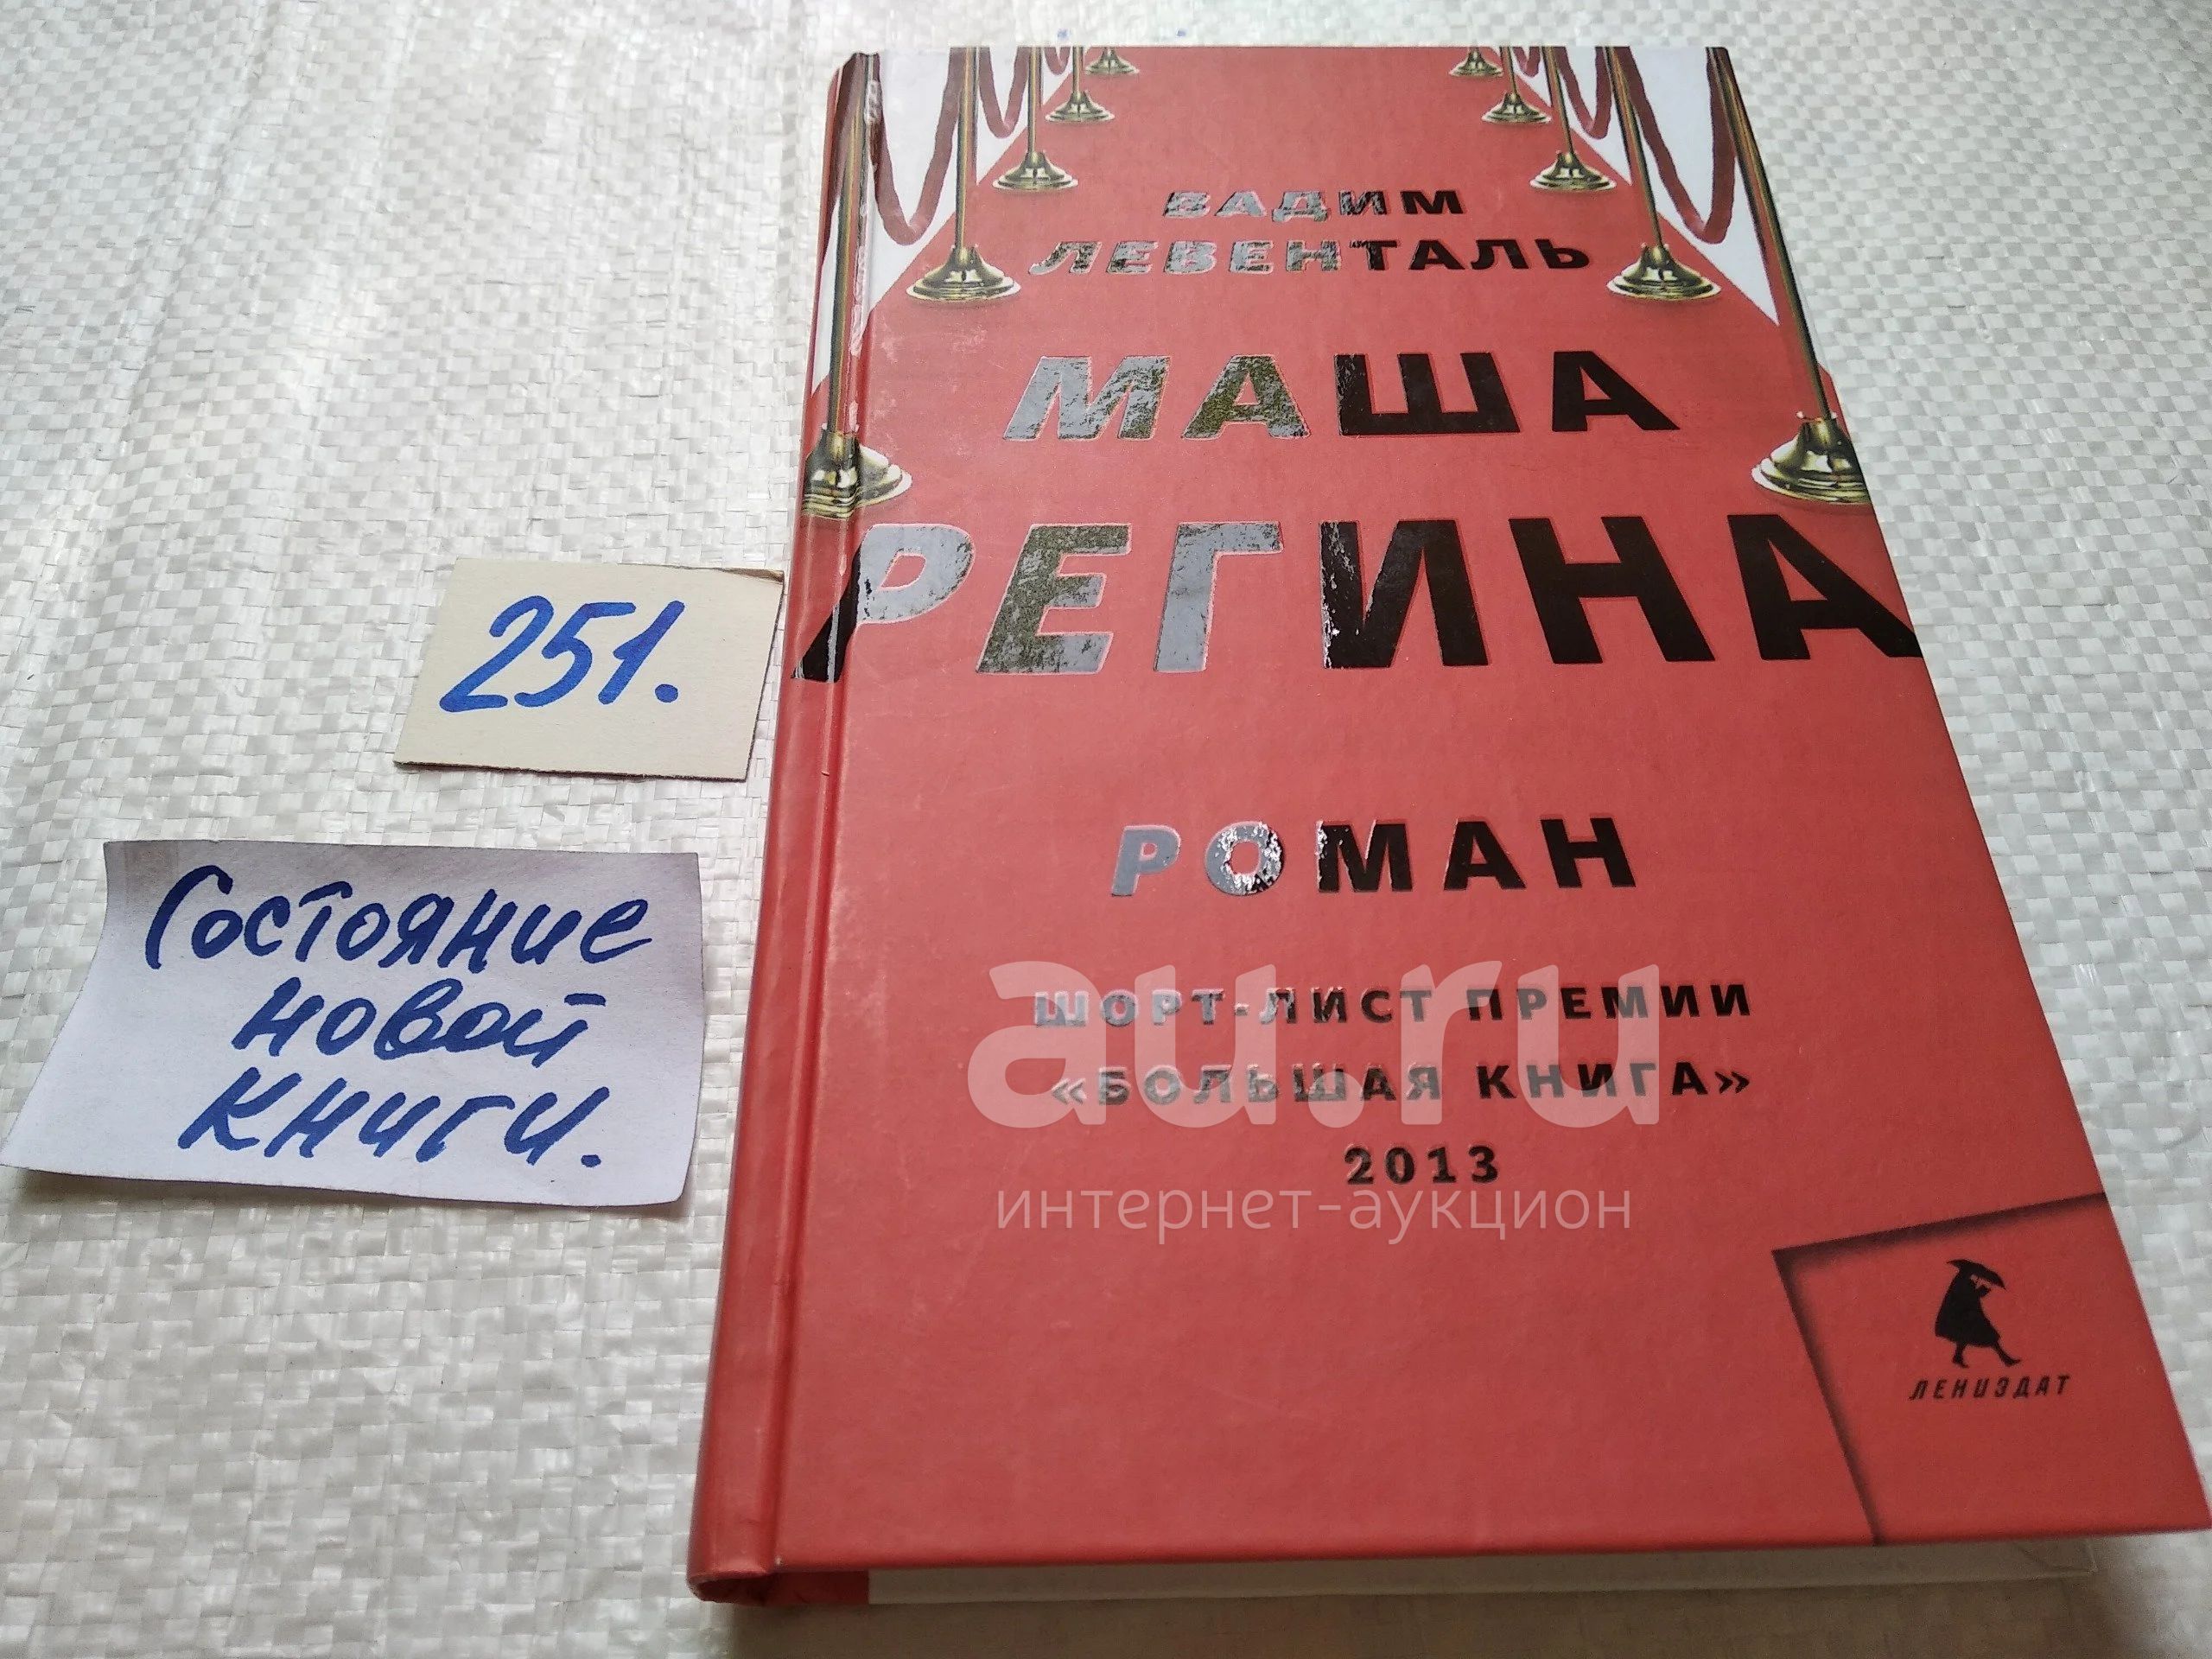 ВАДИМ
ЛЕВЕНТАЛЬ
МАША
РЕГИНА
РОМАН
ШОРТ-ЛИСТ ПРЕМИИ
«БОЛЬШАЯ КНИГА»
2013
ЛЕНИЗДАТ
251.
Состояние
новой
книги.
au.ru
интернет-аукцион